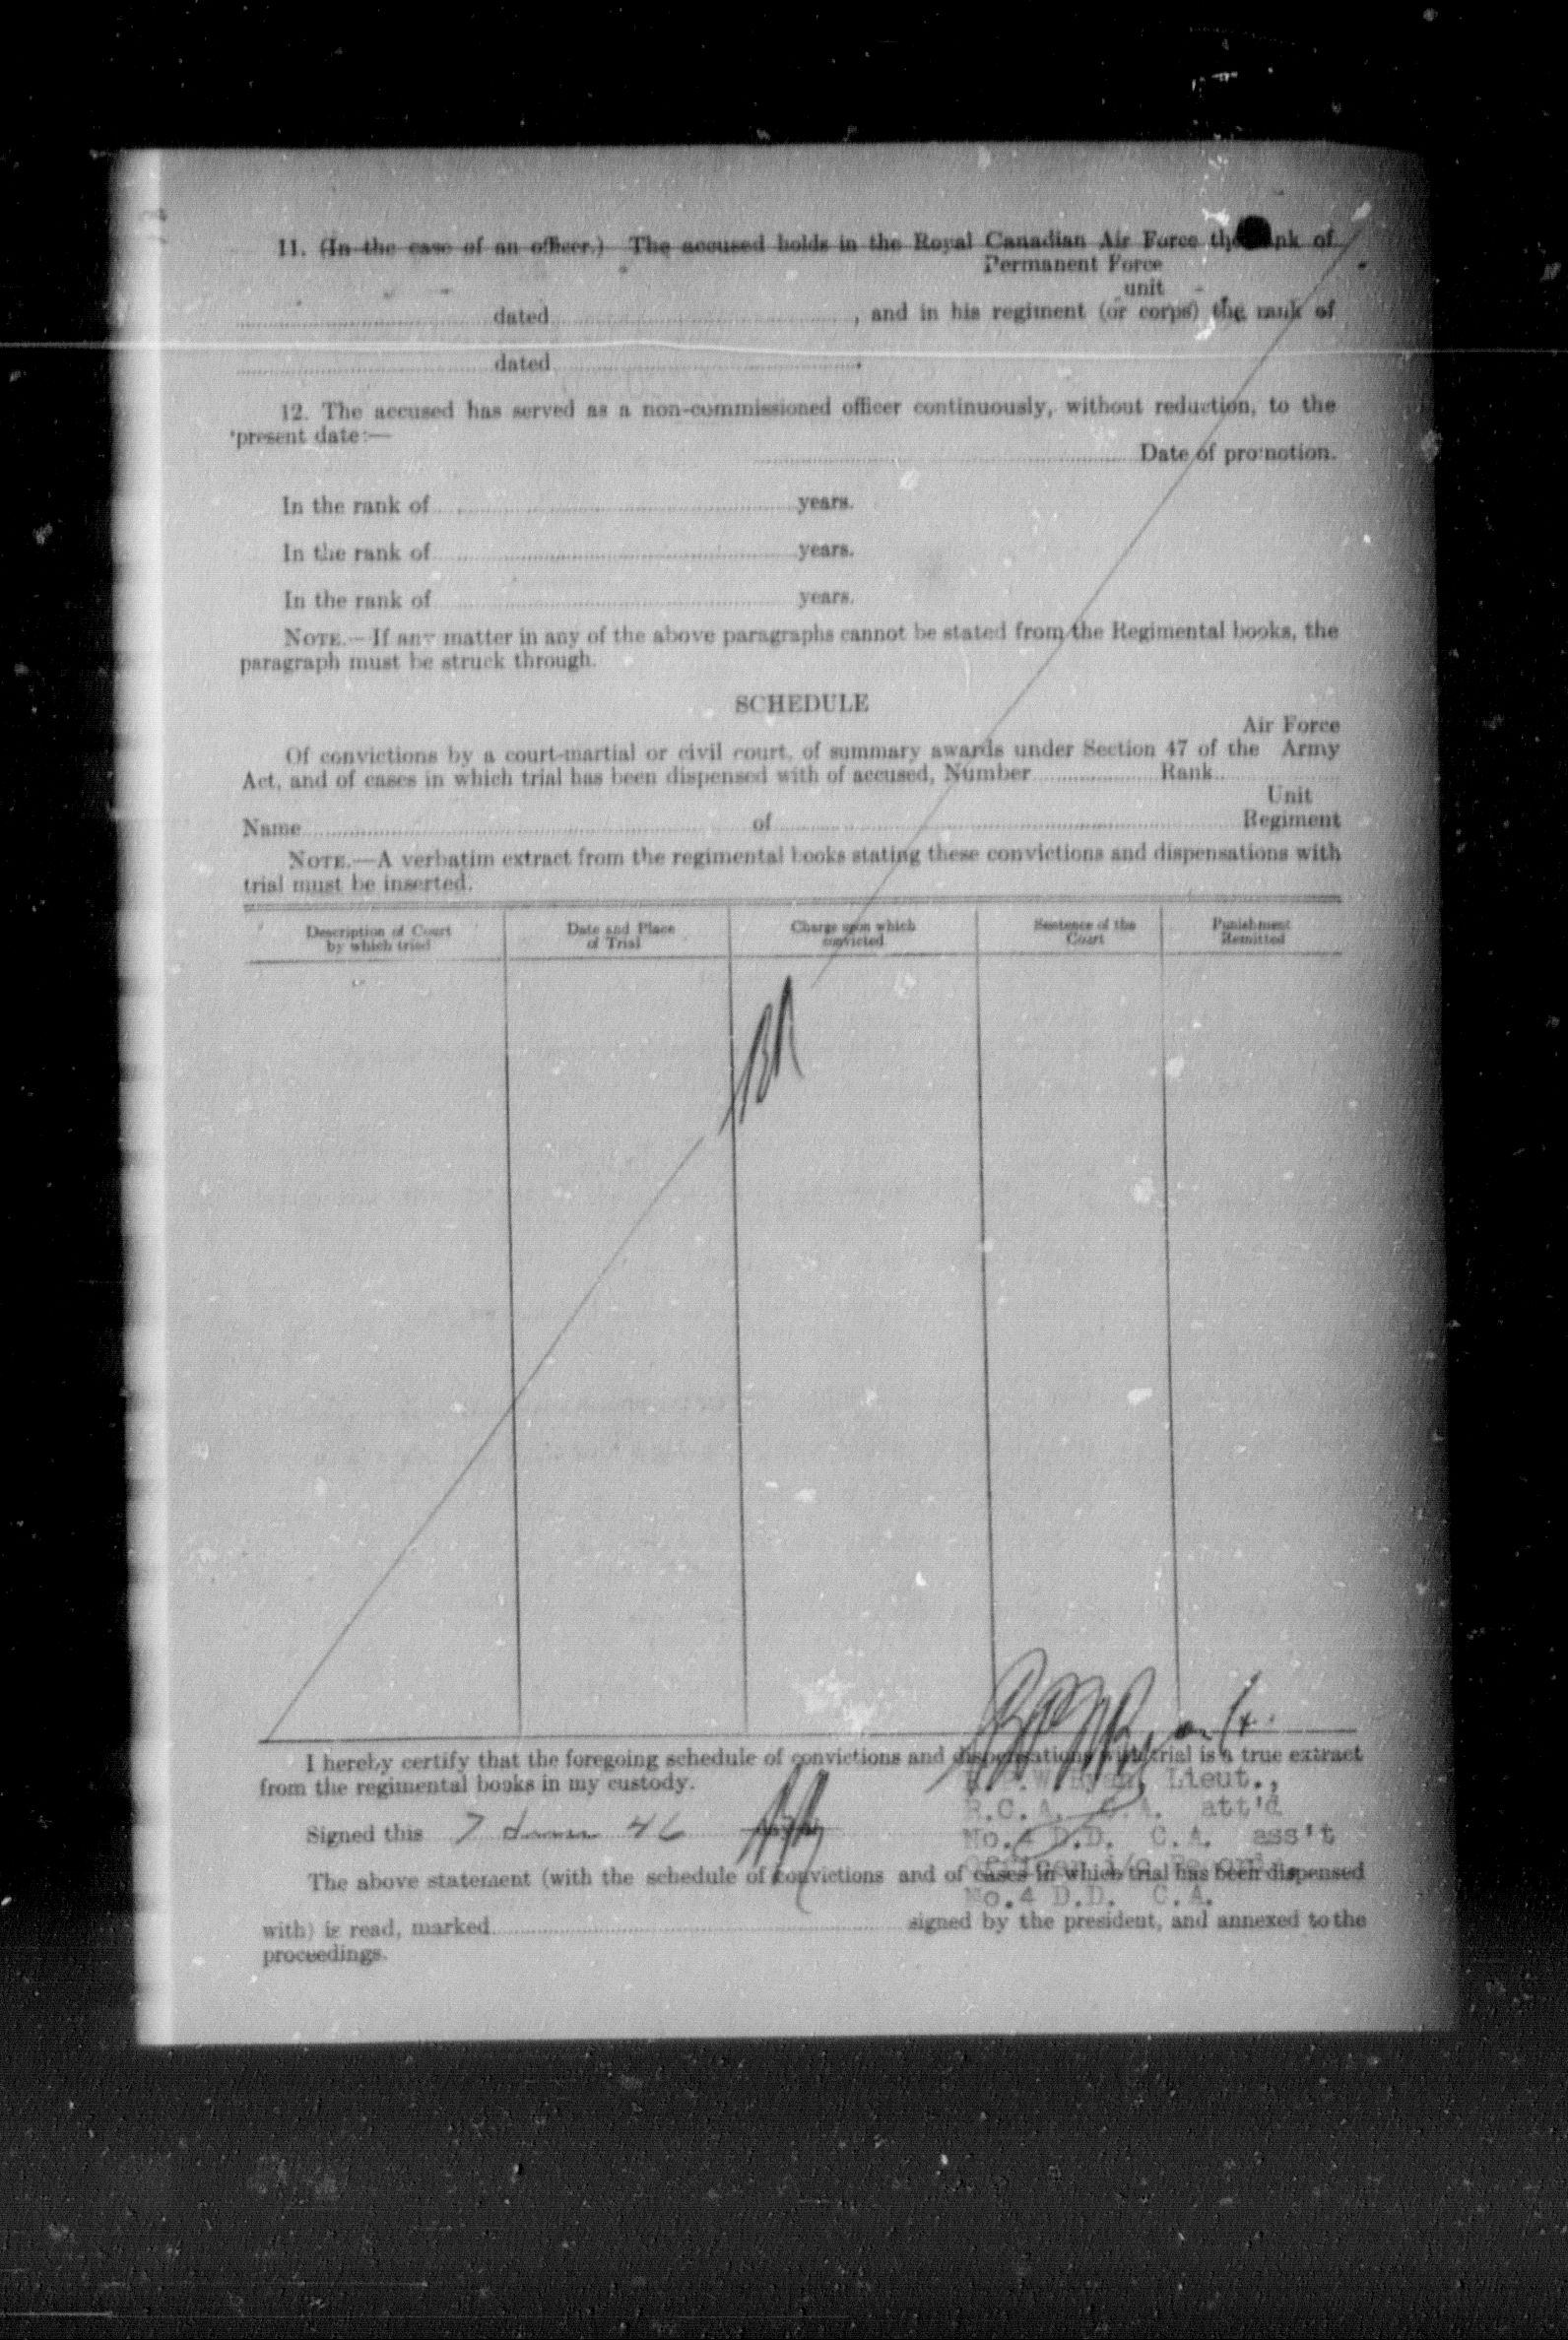 11. (In the case of an officer.) The accused holds in the Royal Canadian Air Force the rank of
Permanent Force
unit
dated , and in his regiment (or corps) the rank of
dated .
12. The accused has served as a non-commissioned officer continuously, without reduction, to the
present date:—
Date of promotion.
In the rank of years.
In the rank of years.
In the rank of years.
NOTE.—If any matter in any of the above paragraphs cannot be stated from the Regimental books, the
paragraph must be struck through.
SCHEDULE
Air Force
Of convictions by a court-martial or civil court, of summary awards under Section 47 of the Army
Act, and of cases in which trial has been dispensed with of accused, Number Rank
Unit
Name of Regiment
NOTE.—A verbatim extract from the regimental books stating these convictions and dispensations with
trial must be inserted.
Description of Court by which tried
Date and Place of Trial
Charge upon which convicted
Sentence of the Court
Punishment Remitted
I hereby certify that the foregoing schedule of convictions and dispensations with trial is a true extract
from the regimental books in my custody.
Ryan, Lieut.,
R.C.A. C.A. att'd
Signed this 7 46
No.4 D.D. C.A. ass't
The above statement (with the schedule of convictions and of cases in which trial has been dispensed
No.4 D.D. C.A.
with) is read, marked signed by the president, and annexed to the
proceedings.